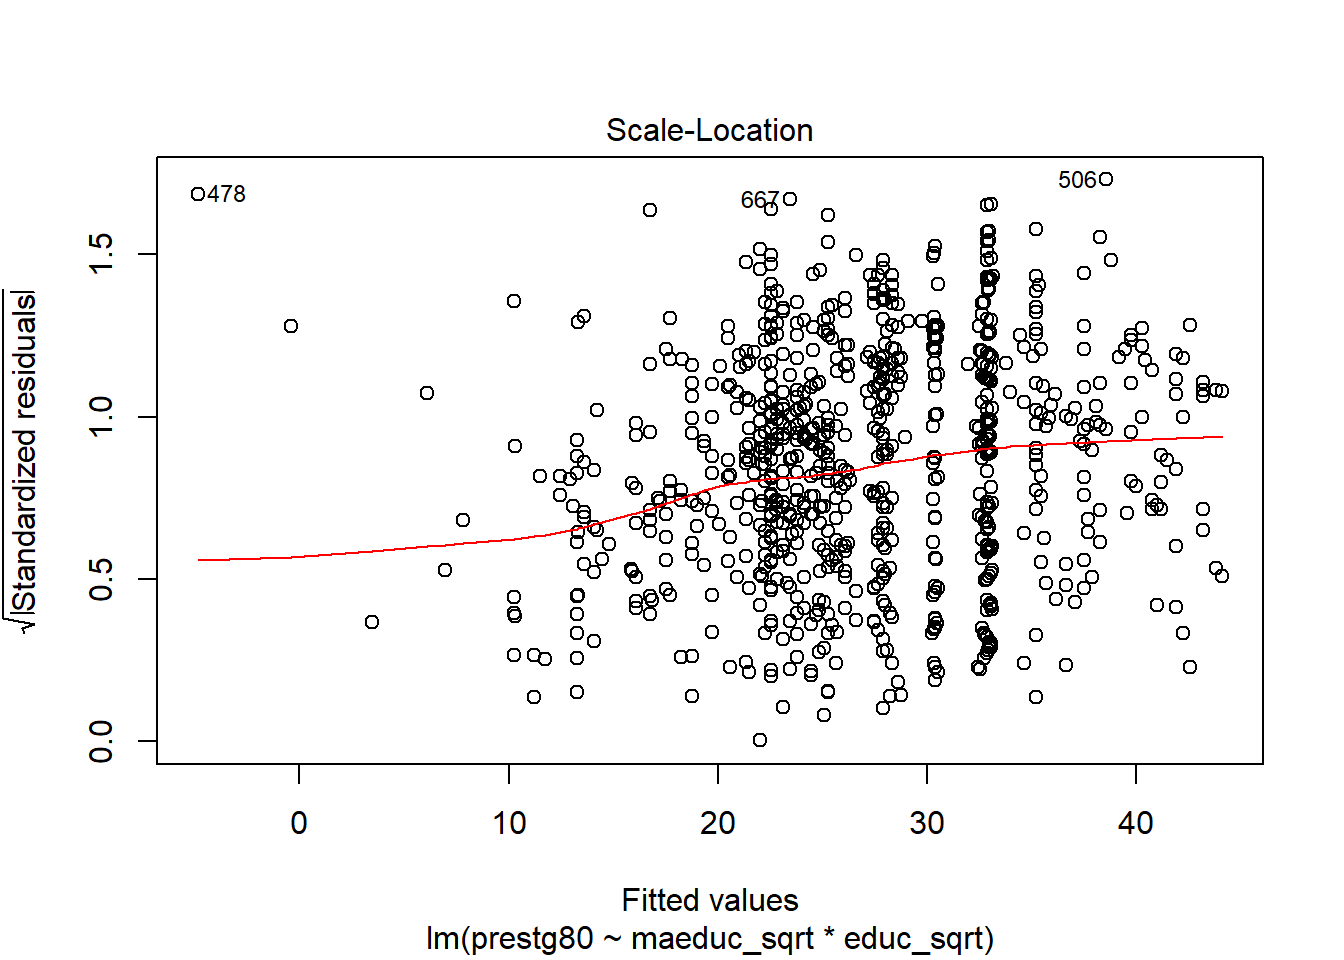 Scale-Location
478
667
506
√|Standardized residuals|
1.5
1.0
0.5
0.0
0 10 20 30 40
Fitted values
lm(prestg80 ~ maeduc_sqrt * educ_sqrt)